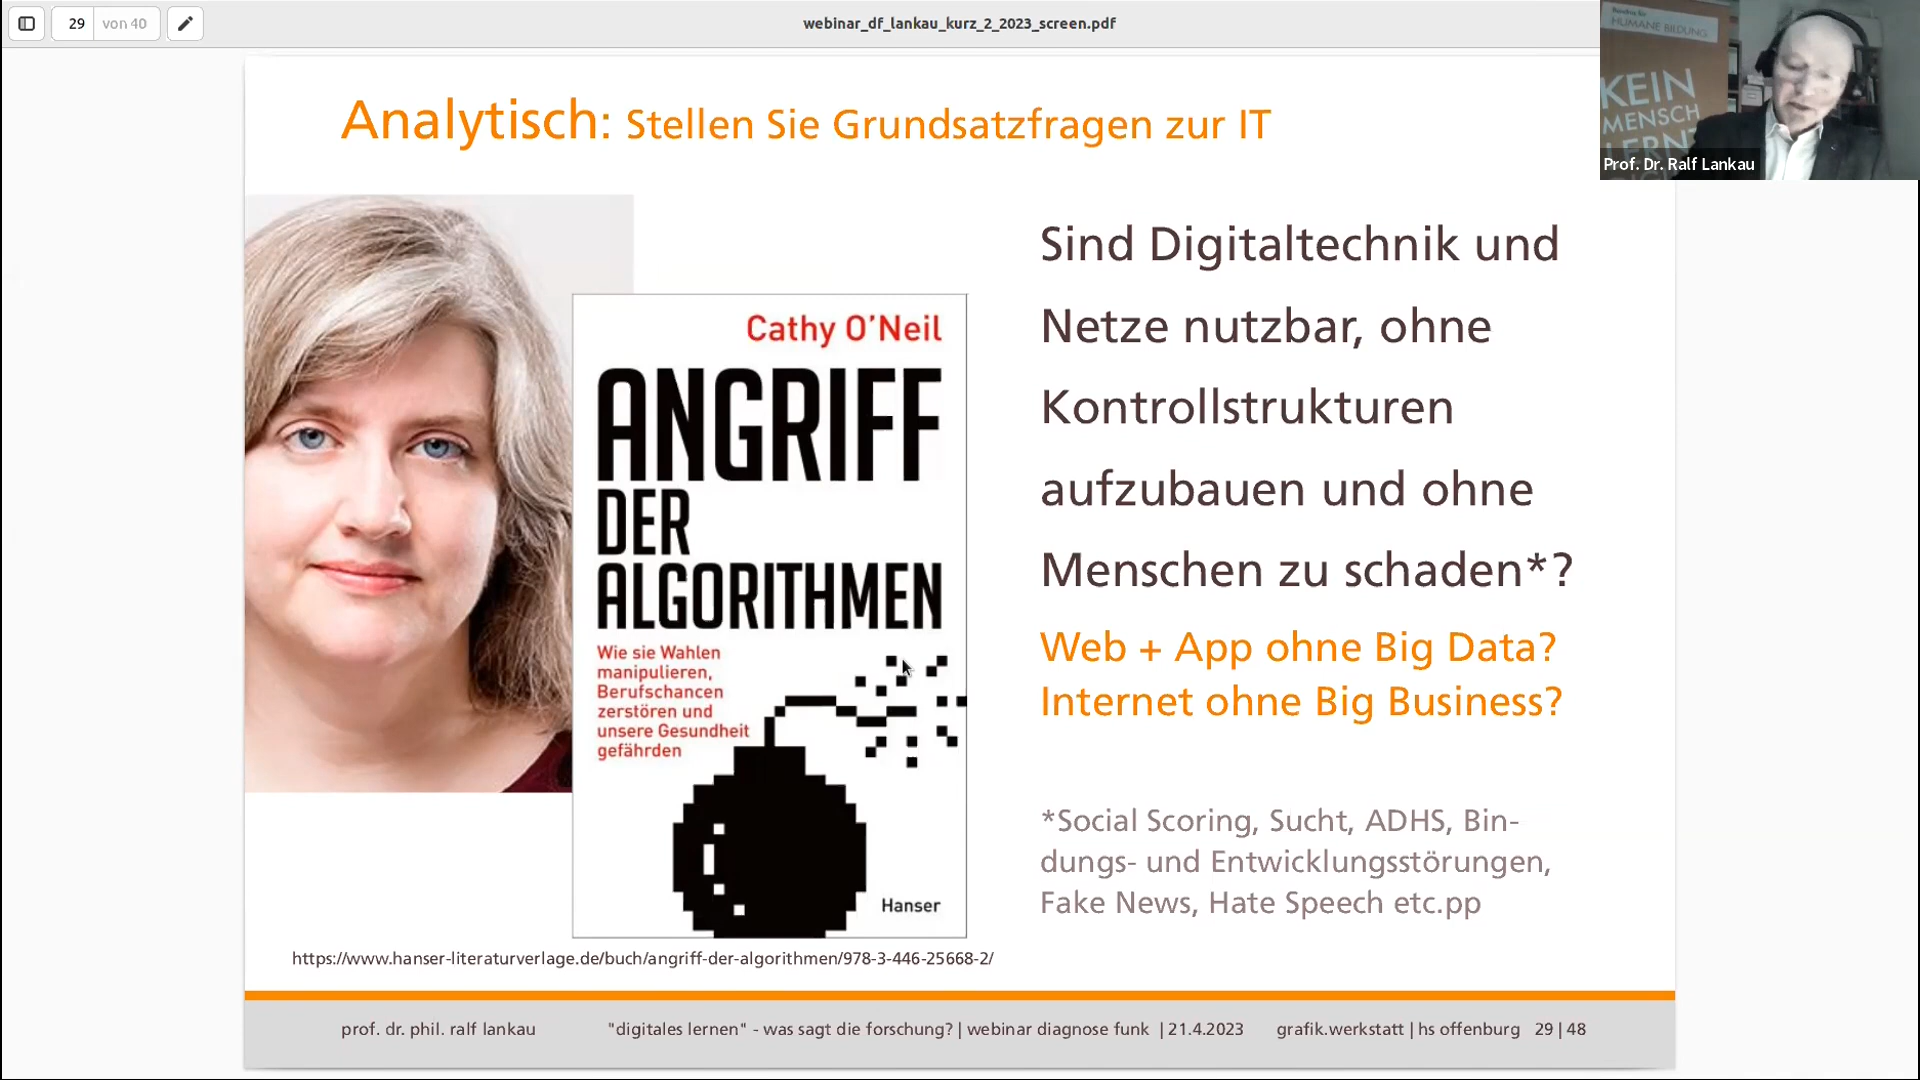 29 von 40
webinar_df_lankau_kurz_2_2023_screen.pdf
HUMANE BILDUNG
KEIN
MENSCH
LERNT
Prof. Dr. Ralf Lankau
Analytisch: Stellen Sie Grundsatzfragen zur IT
Cathy O'Neil
ANGRIFF
DER
ALGORITHMEN
Wie sie Wahlen
manipulieren,
Berufschancen
zerstören und
unsere Gesundheit
gefährden
Hanser
https://www.hanser-literaturverlage.de/buch/angriff-der-algorithmen/978-3-446-25668-2/
Sind Digitaltechnik und
Netze nutzbar, ohne
Kontrollstrukturen
aufzubauen und ohne
Menschen zu schaden*?
Web + App ohne Big Data?
Internet ohne Big Business?
*Social Scoring, Sucht, ADHS, Bin-
dungs- und Entwicklungsstörungen,
Fake News, Hate Speech etc.pp
prof. dr. phil. ralf lankau "digitales lernen" - was sagt die forschung? | webinar diagnose funk | 21.4.2023 grafik.werkstatt | hs offenburg 29 | 48